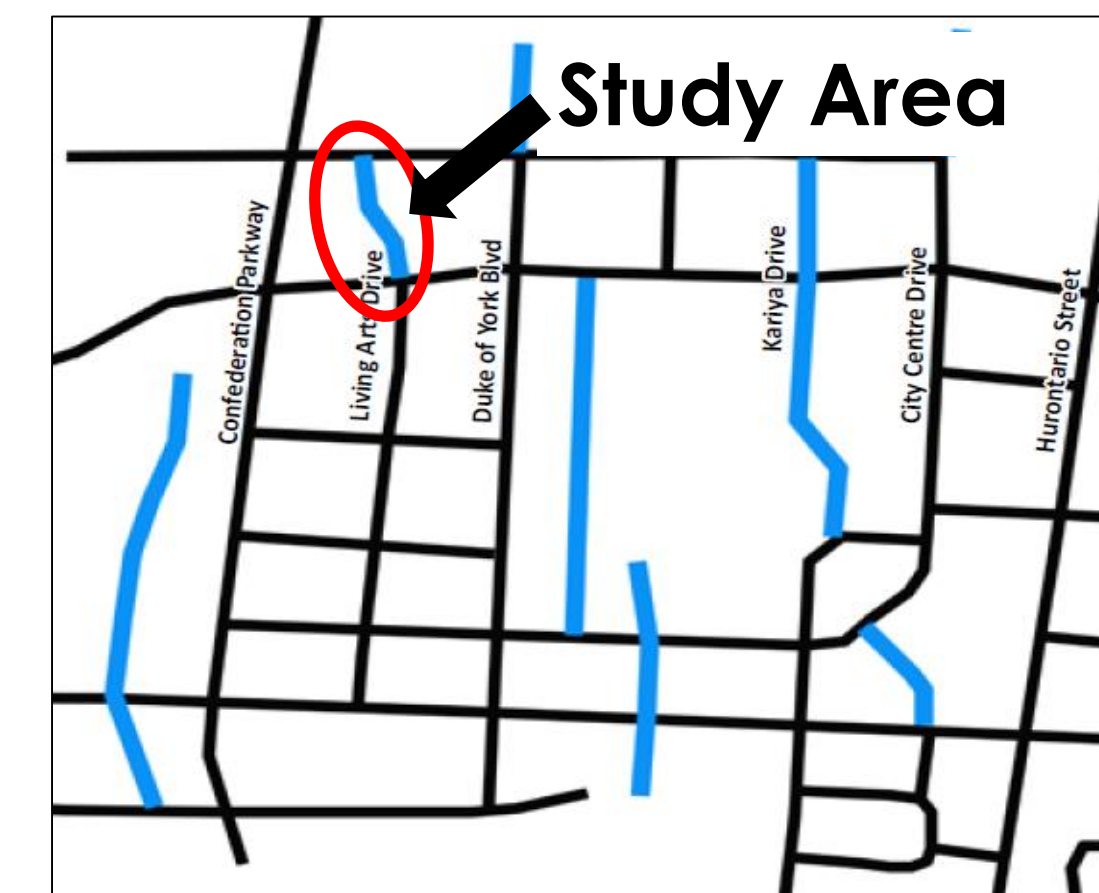 Study Area
Confederation Parkway
Living Arts Drive
Duke of York Blvd
Kariya Drive
City Centre Drive
Hurontario Street